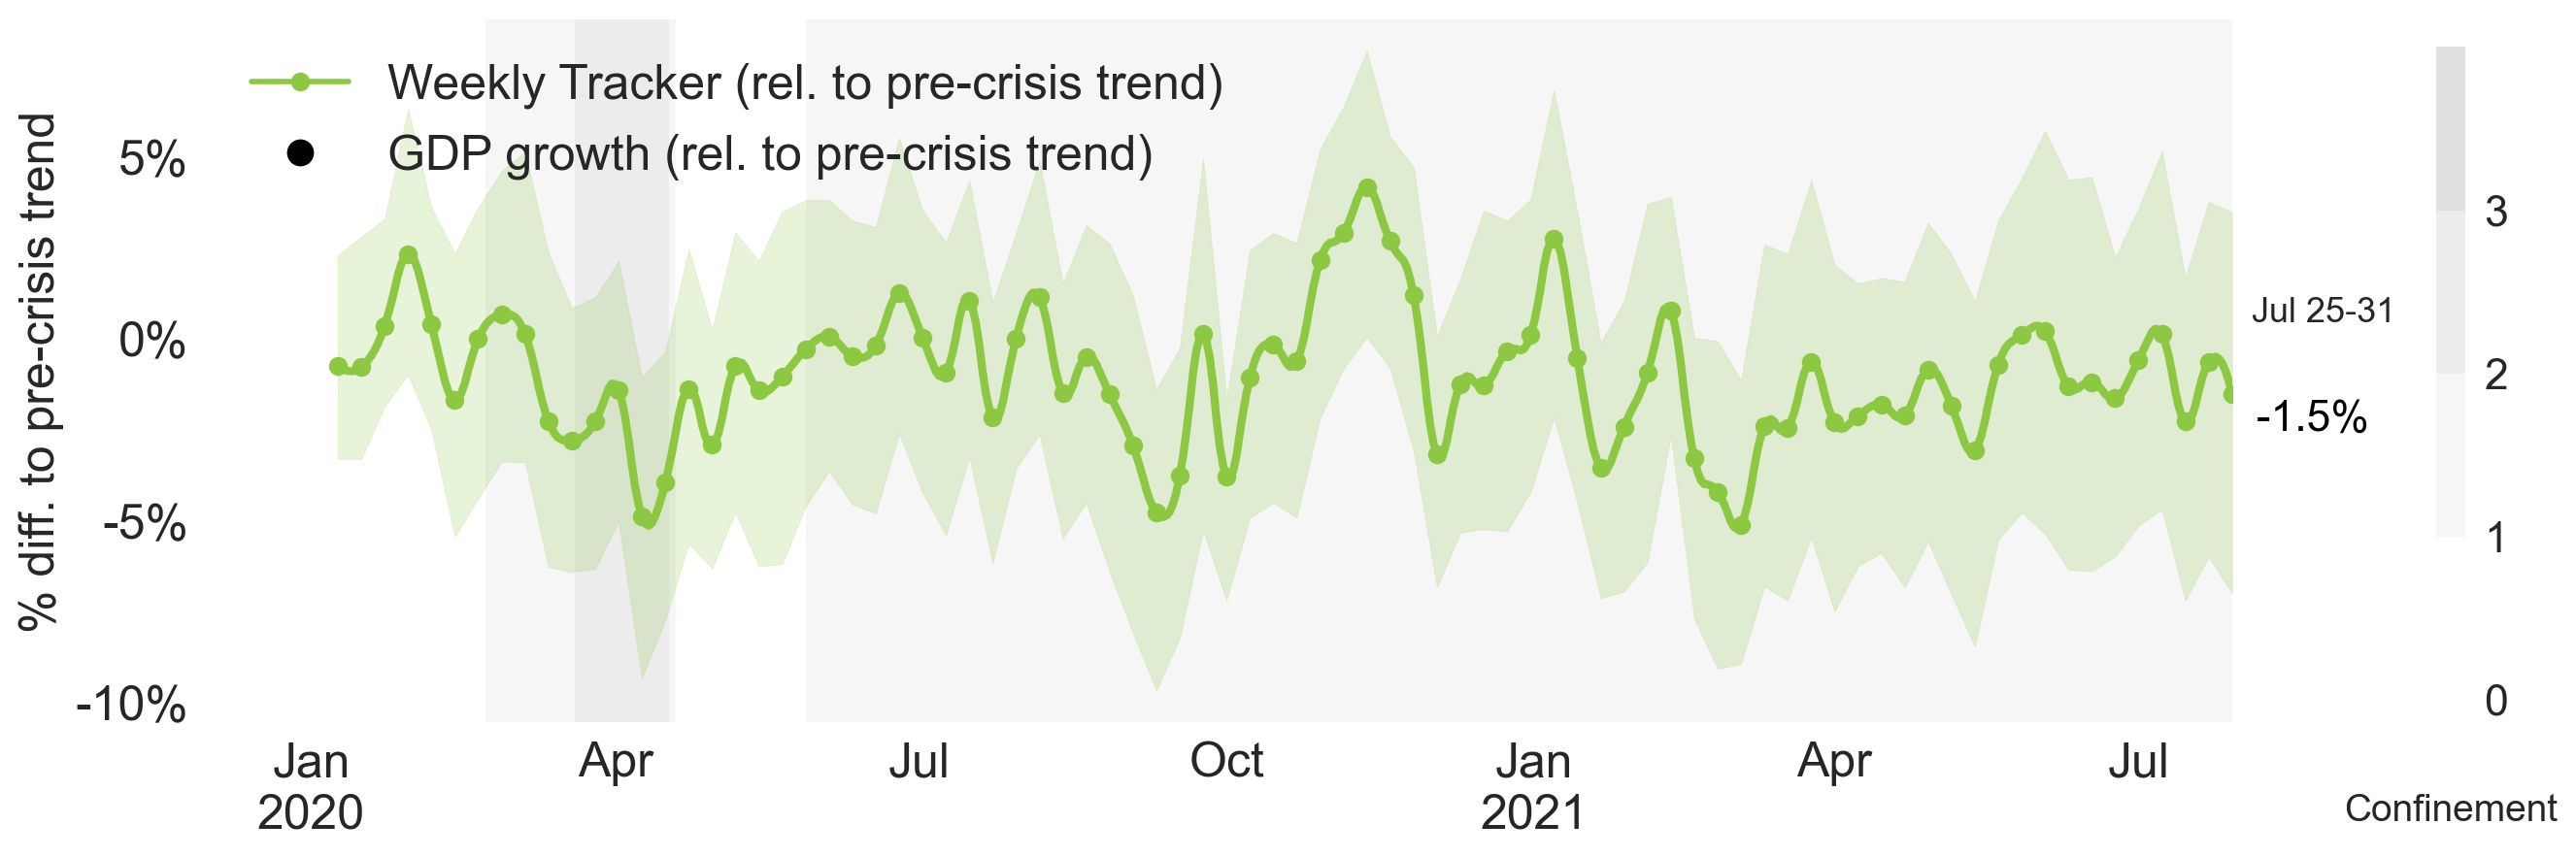 Weekly Tracker (rel. to pre-crisis trend)
GDP growth (rel. to pre-crisis trend)
% diff. to pre-crisis trend
5%
0%
-5%
-10%
Jan
2020
Apr
Jul
Oct
Jan
2021
Apr
Jul
Jul 25-31
-1.5%
3
2
1
0
Confinement